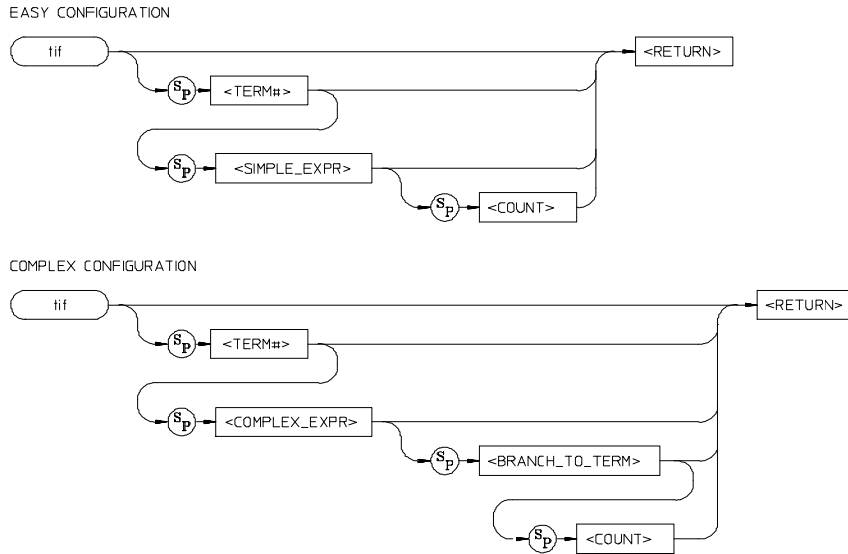 EASY CONFIGURATION
tif
<RETURN>
Sp
<TERM#>
Sp
<SIMPLE_EXPR>
Sp
<COUNT>
COMPLEX CONFIGURATION
tif
<RETURN>
Sp
<TERM#>
Sp
<COMPLEX_EXPR>
Sp
<BRANCH_TO_TERM>
Sp
<COUNT>